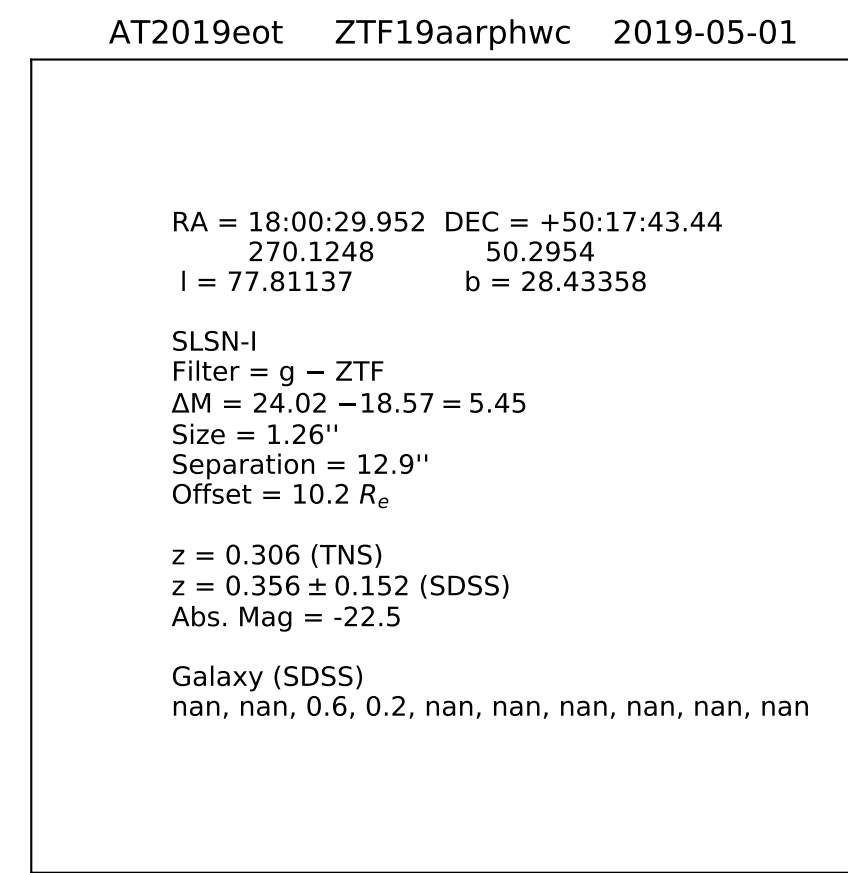 AT2019eot ZTF19aarphwc 2019-05-01
RA = 18:00:29.952 DEC = +50:17:43.44
270.1248 50.2954
l = 77.81137 b = 28.43358
SLSN-I
Filter = g − ZTF
ΔM = 24.02 −18.57 = 5.45
Size = 1.26''
Separation = 12.9''
Offset = 10.2 Rₑ
z = 0.306 (TNS)
z = 0.356 ± 0.152 (SDSS)
Abs. Mag = -22.5
Galaxy (SDSS)
nan, nan, 0.6, 0.2, nan, nan, nan, nan, nan, nan